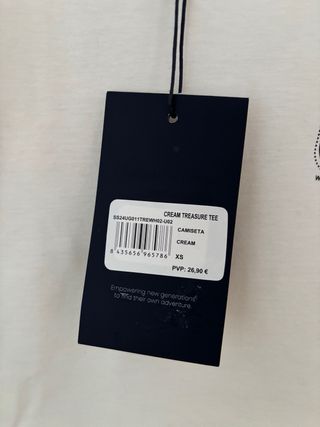 CREAM TREASURE TEE
SS24UG011TREWH02-U02
CAMISETA
CREAM
8 435656 965786
XS
PVP: 26,90 €
Empowering new generations
to find their own adventure.